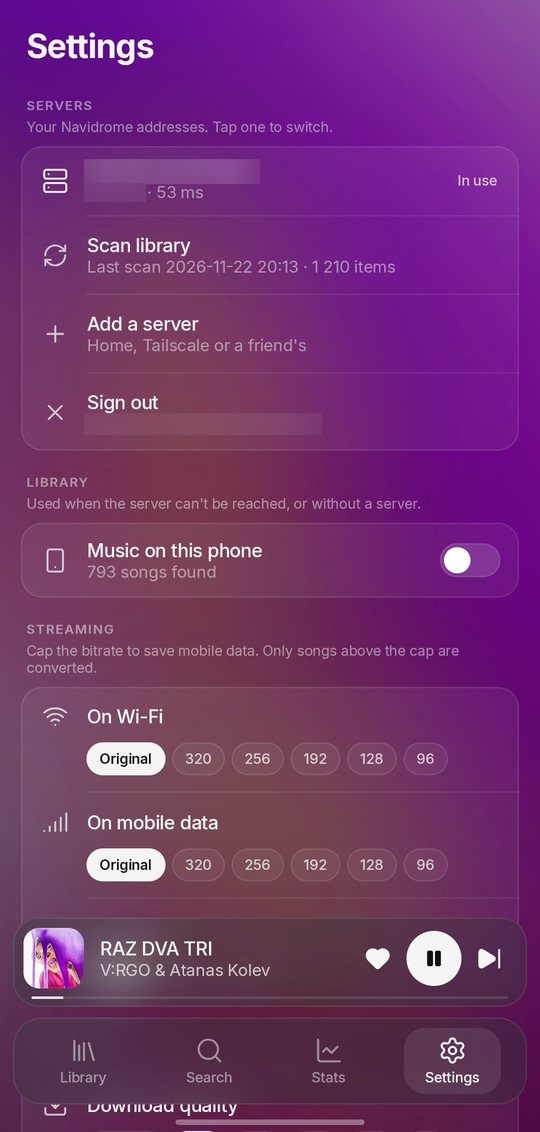 Settings
SERVERS
Your Navidrome addresses. Tap one to switch.
· 53 ms
In use
Scan library
Last scan 2026-11-22 20:13 · 1 210 items
Add a server
Home, Tailscale or a friend's
Sign out
LIBRARY
Used when the server can't be reached, or without a server.
Music on this phone
793 songs found
STREAMING
Cap the bitrate to save mobile data. Only songs above the cap are
converted.
On Wi-Fi
Original 320 256 192 128 96
On mobile data
Original 320 256 192 128 96
RAZ DVA TRI
V:RGO & Atanas Kolev
Library Search Stats Settings
Download quality